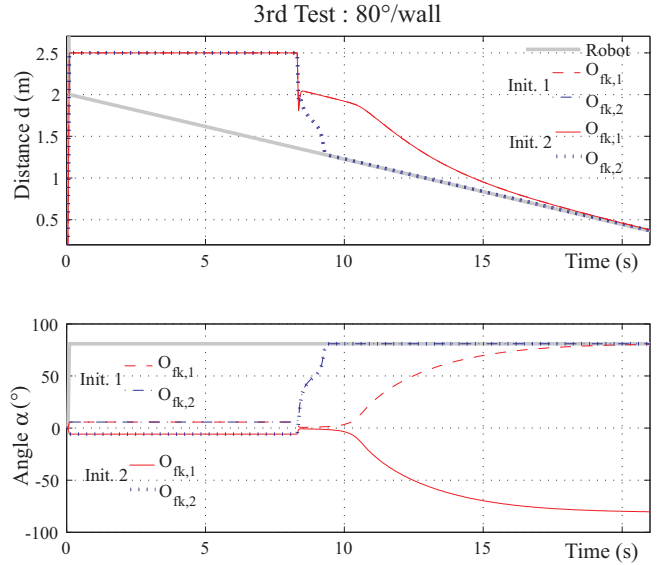 3rd Test : 80°/wall
Distance d (m)
2.5
2
1.5
1
0.5
Robot
Init. 1
O_fk,1
O_fk,2
Init. 2
O_fk,1
O_fk,2
0 5 10 15 Time (s)
Angle α (°)
100
50
0
-50
-100
Init. 1
O_fk,1
O_fk,2
Init. 2
O_fk,1
O_fk,2
0 5 10 15 Time (s)